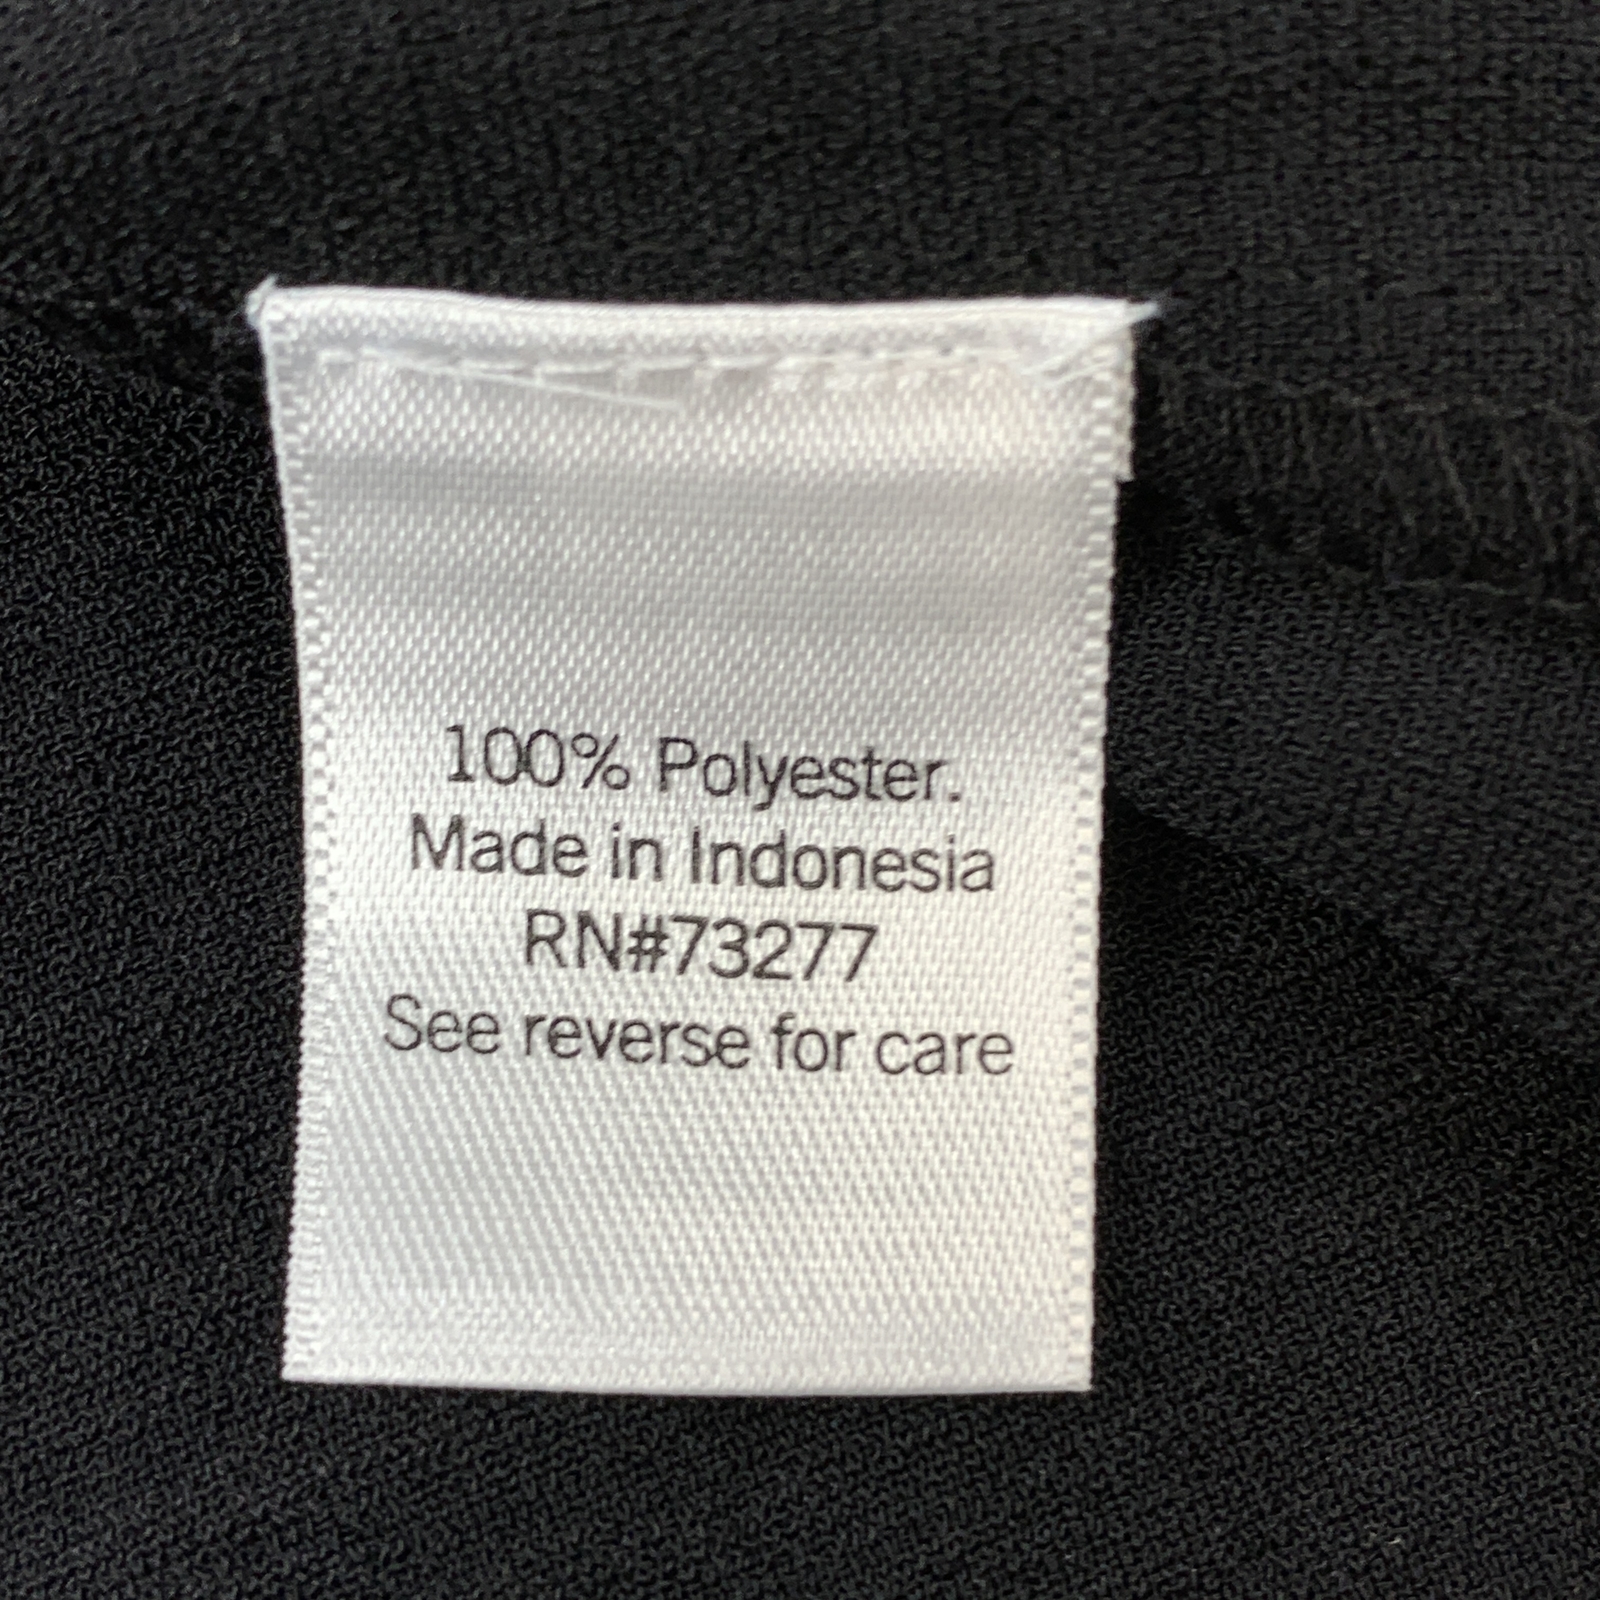 100% Polyester.
Made in Indonesia
RN#73277
See reverse for care